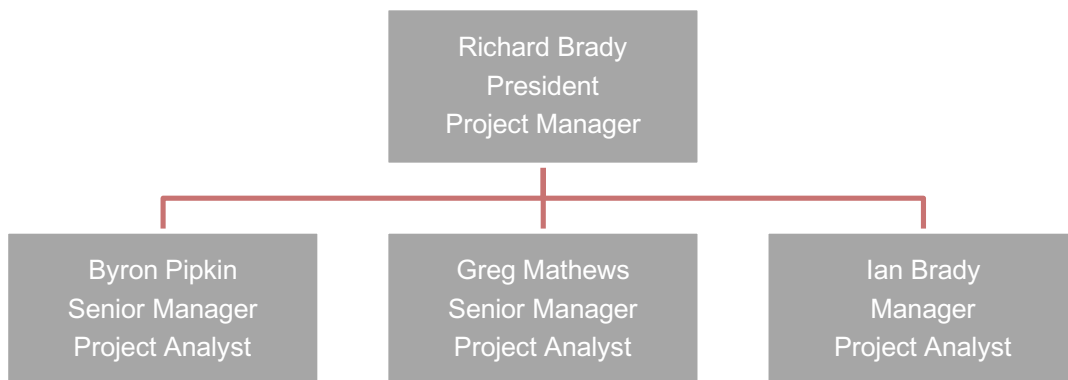 Richard Brady
President
Project Manager
Byron Pipkin
Senior Manager
Project Analyst
Greg Mathews
Senior Manager
Project Analyst
Ian Brady
Manager
Project Analyst